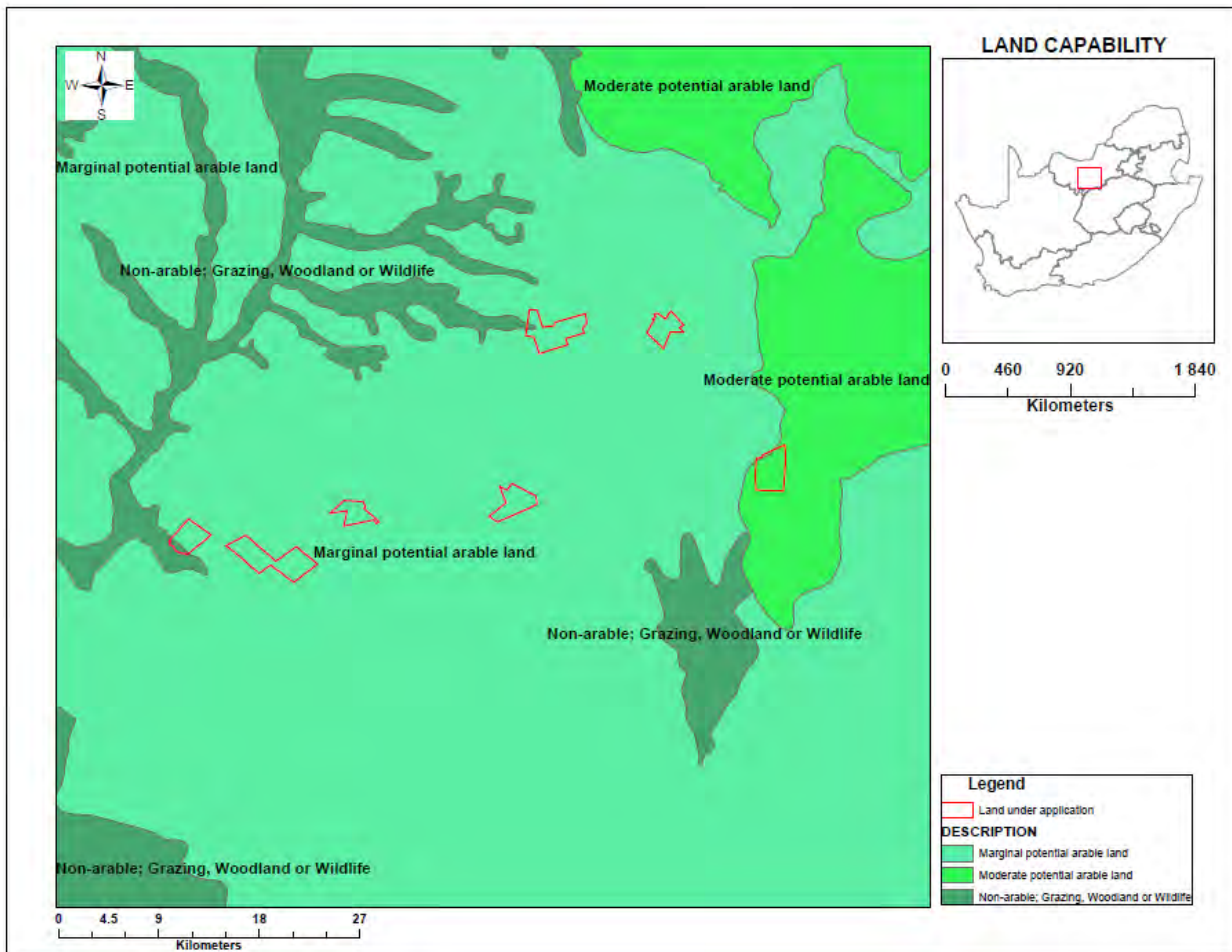 LAND CAPABILITY
N
W E
S
Moderate potential arable land
Marginal potential arable land
Non-arable; Grazing, Woodland or Wildlife
Moderate potential arable land
Marginal potential arable land
Non-arable; Grazing, Woodland or Wildlife
Non-arable; Grazing, Woodland or Wildlife
0 4.5 9 18 27
Kilometers
0 460 920 1 840
Kilometers
Legend
Land under application
DESCRIPTION
Marginal potential arable land
Moderate potential arable land
Non-arable; Grazing, Woodland or Wildlife